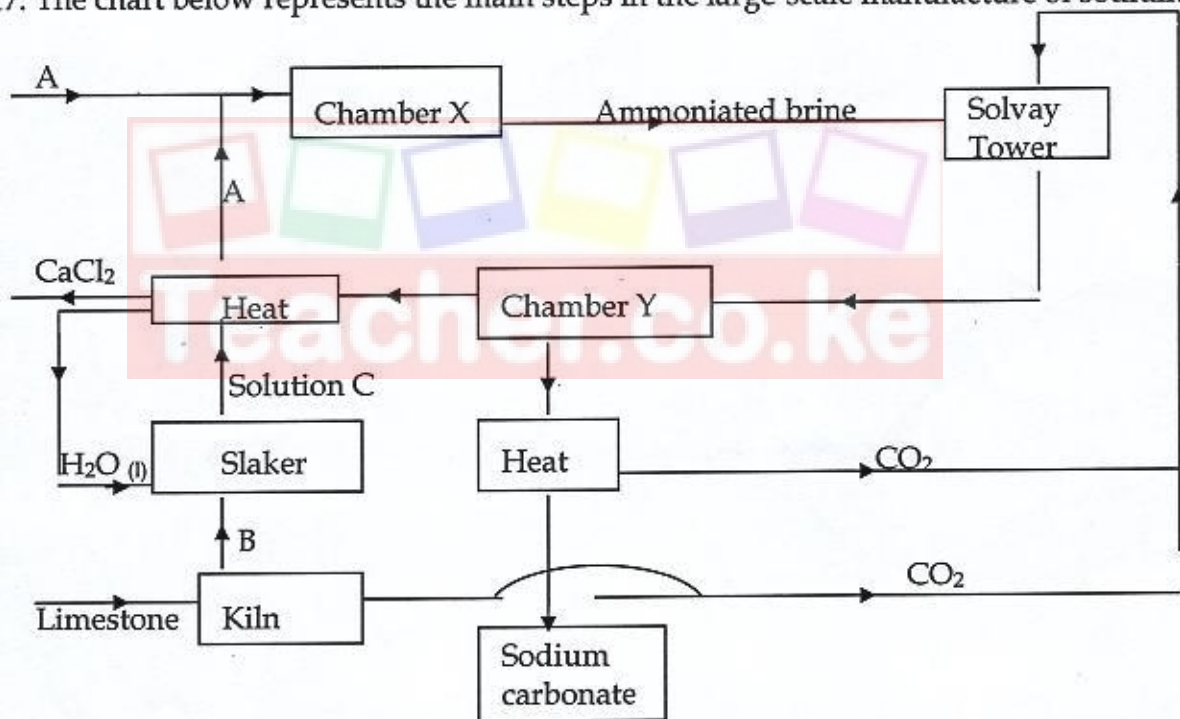 7. The chart below represents the main steps in the large scale manufacture of sodium
A
Chamber X
Ammoniated brine
Solvay
Tower
A
CaCl₂
Heat
Chamber Y
Teacher.co.ke
Solution C
H₂O (l)
Slaker
Heat
CO₂
B
CO₂
Limestone
Kiln
Sodium
carbonate